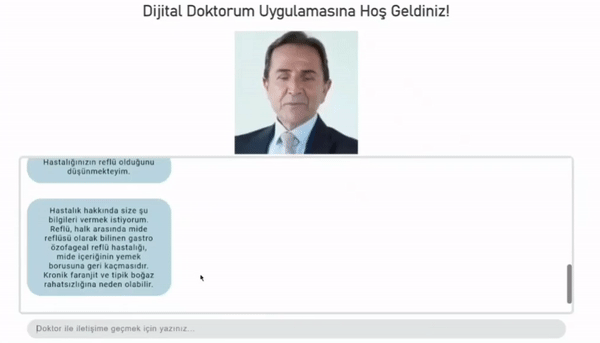 Dijital Doktorum Uygulamasına Hoş Geldiniz!
Hastalığınızın reflü olduğunu
düşünmekteyim.
Hastalık hakkında size şu
bilgileri vermek istiyorum.
Reflü, halk arasında mide
reflüsü olarak bilinen gastro
özofageal reflü hastalığı,
mide içeriğinin yemek
borusuna geri kaçmasıdır.
Kronik faranjit ve tipik boğaz
rahatsızlığına neden olabilir.
Doktor ile iletişime geçmek için yazınız...